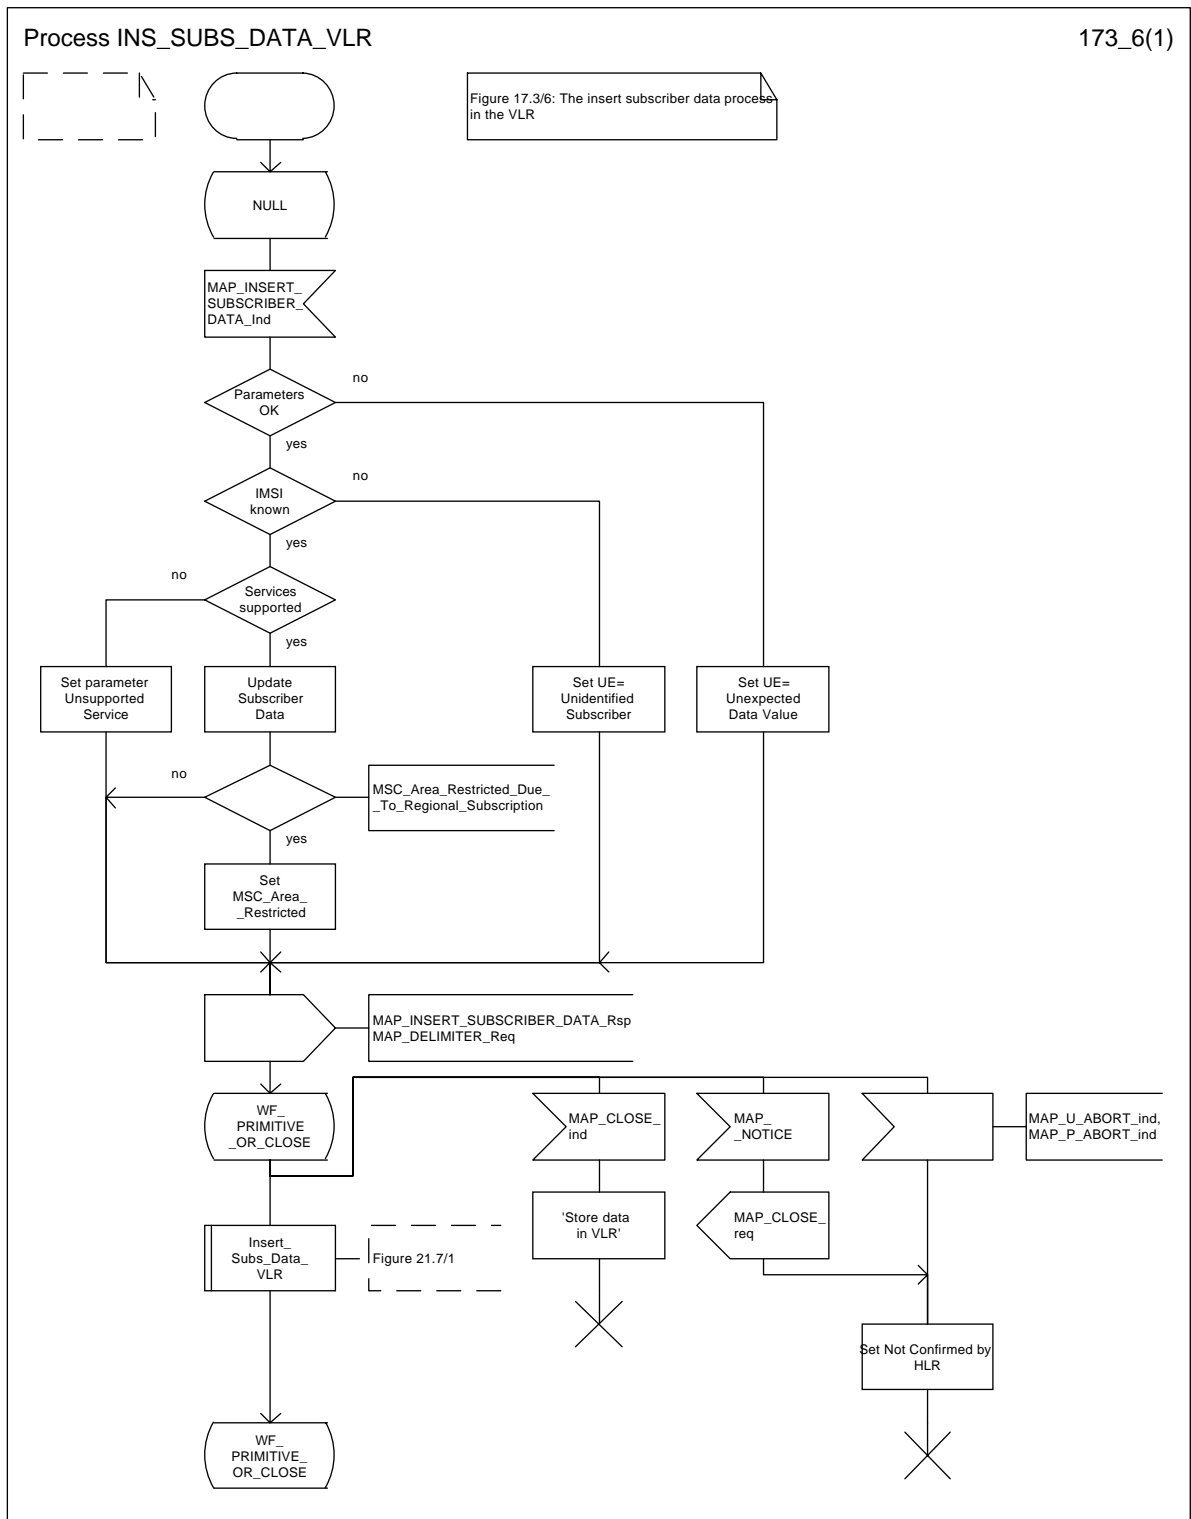 Process INS_SUBS_DATA_VLR
173_6(1)
Figure 17.3/6: The insert subscriber data process
in the VLR
NULL
MAP_INSERT_
SUBSCRIBER_
DATA_Ind
Parameters
OK
no
yes
IMSI
known
no
yes
Services
supported
no
yes
Set parameter
Unsupported
Service
Update
Subscriber
Data
Set UE=
Unidentified
Subscriber
Set UE=
Unexpected
Data Value
no
MSC_Area_Restricted_Due_
_To_Regional_Subscription
yes
Set
MSC_Area_
_Restricted
MAP_INSERT_SUBSCRIBER_DATA_Rsp
MAP_DELIMITER_Req
WF_
PRIMITIVE
_OR_CLOSE
MAP_CLOSE_
ind
MAP_
_NOTICE
MAP_U_ABORT_ind,
MAP_P_ABORT_ind
'Store data
in VLR'
MAP_CLOSE_
req
Insert_
Subs_Data_
VLR
Figure 21.7/1
Set Not Confirmed by
HLR
WF_
PRIMITIVE_
OR_CLOSE